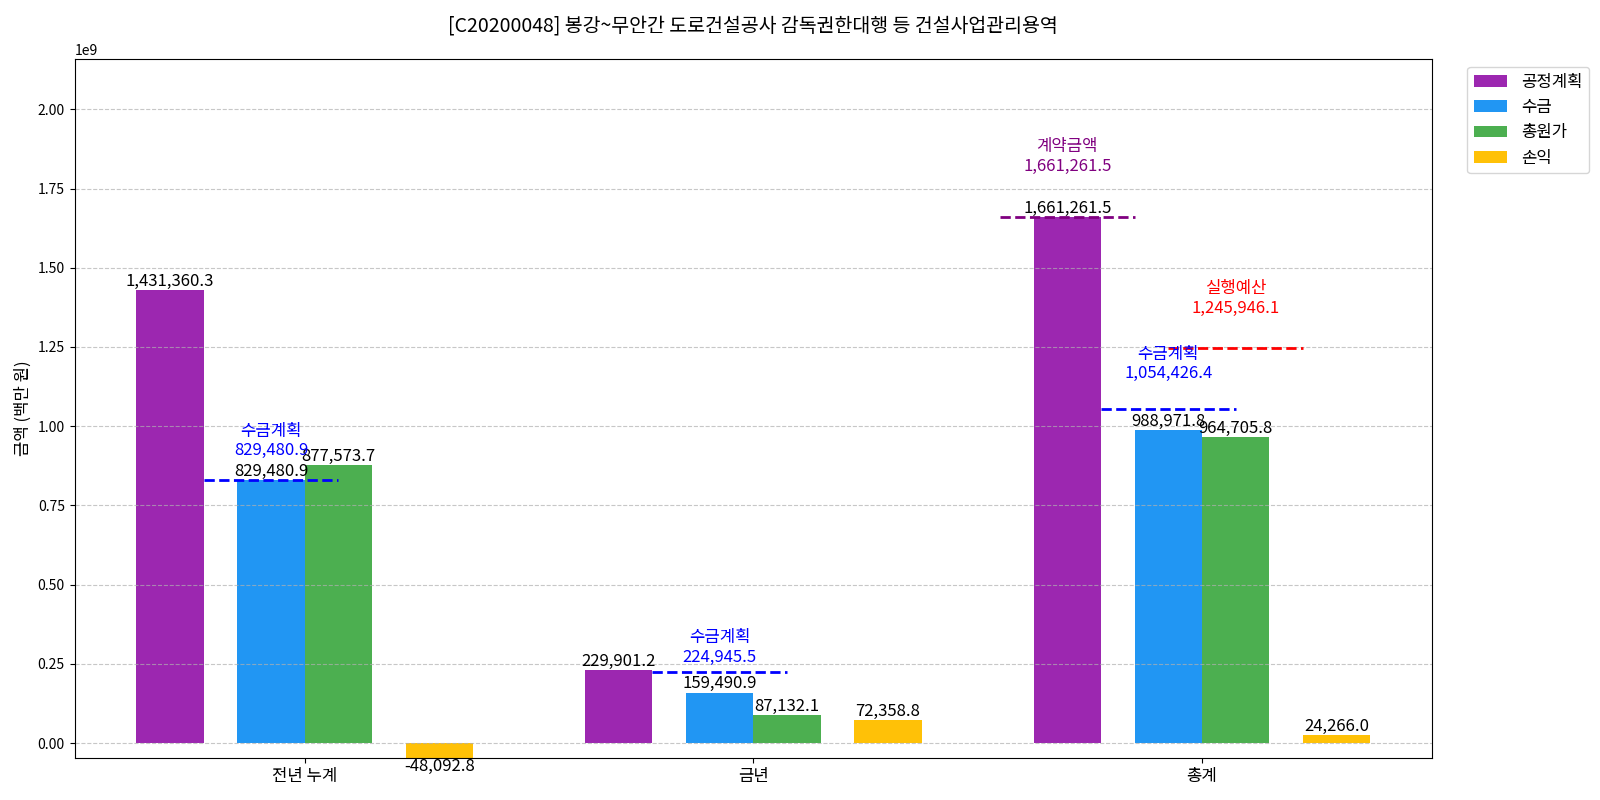 [C20200048] 봉강~무안간 도로건설공사 감독권한대행 등 건설사업관리용역
1e9
공정계획
수금
총원가
손익
금액 (백만 원)
2.00
1.75
1.50
1.25
1.00
0.75
0.50
0.25
0.00
1,431,360.3
수금계획
829,480.9
829,480.9
877,573.7
-48,092.8
229,901.2
수금계획
224,945.5
159,490.9
87,132.1
72,358.8
계약금액
1,661,261.5
1,661,261.5
실행예산
1,245,946.1
수금계획
1,054,426.4
988,971.8
964,705.8
24,266.0
전년 누계
금년
총계